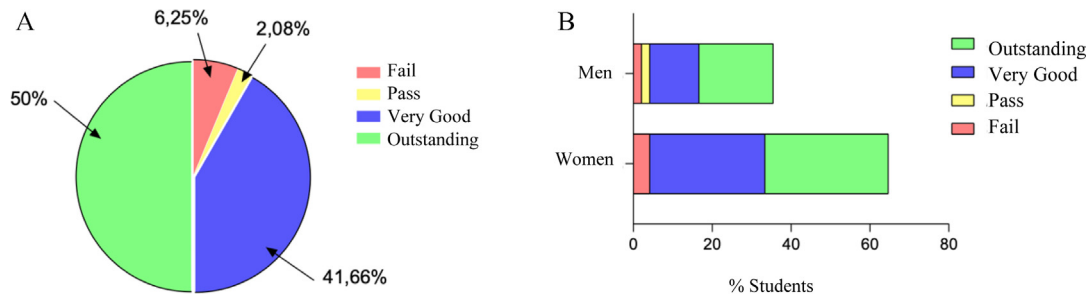 A
6,25%
2,08%
50%
41,66%
Fail
Pass
Very Good
Outstanding
B
Men
Women
0
20
40
60
80
% Students
Outstanding
Very Good
Pass
Fail